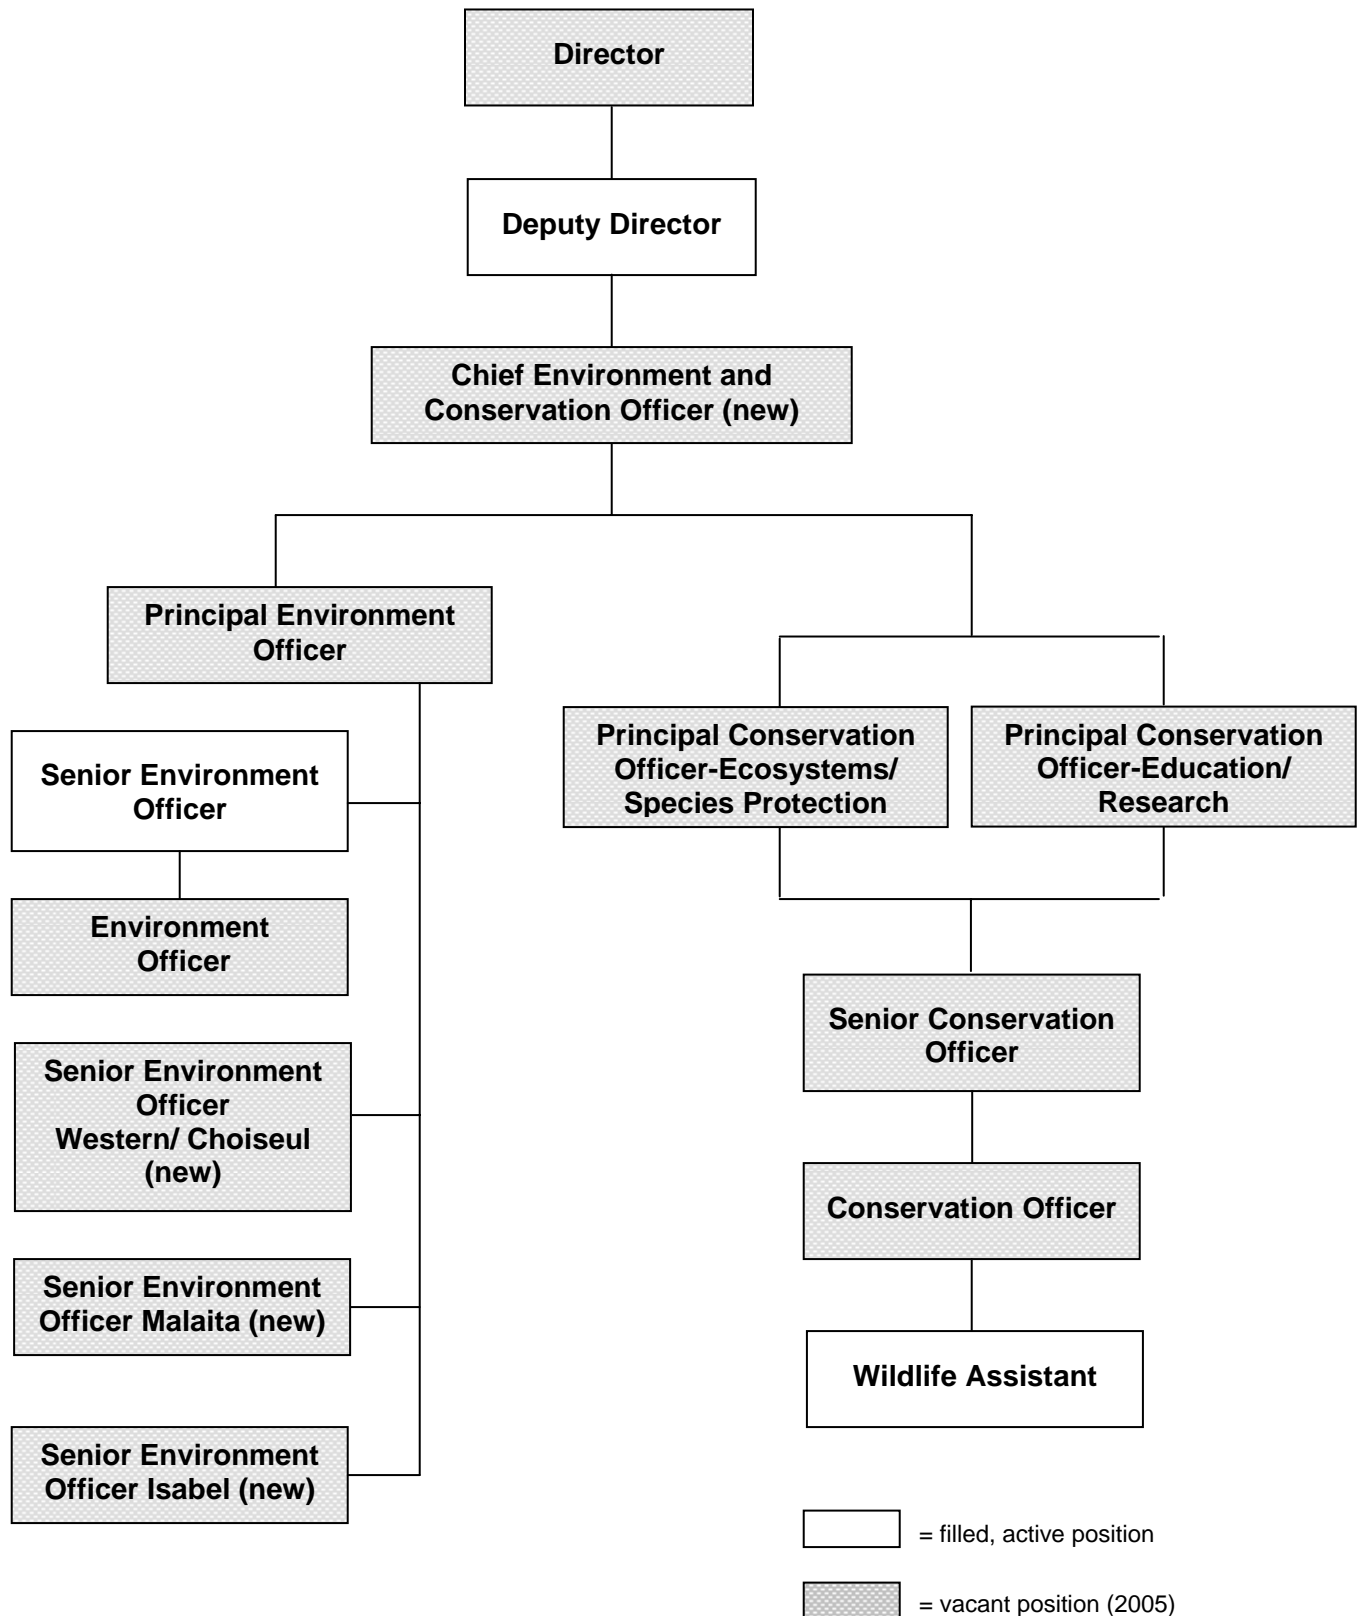 Director
Deputy Director
Chief Environment and
Conservation Officer (new)
Principal Environment
Officer
Senior Environment
Officer
Environment
Officer
Senior Environment
Officer
Western/ Choiseul
(new)
Senior Environment
Officer Malaita (new)
Senior Environment
Officer Isabel (new)
Principal Conservation
Officer-Ecosystems/
Species Protection
Principal Conservation
Officer-Education/
Research
Senior Conservation
Officer
Conservation Officer
Wildlife Assistant
= filled, active position
= vacant position (2005)